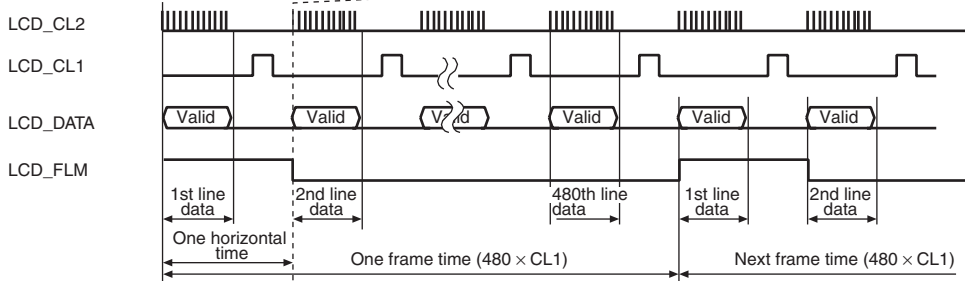 LCD_CL2
LCD_CL1
LCD_DATA Valid Valid Valid Valid Valid Valid
LCD_FLM
1st line data 2nd line data 480th line data 1st line data 2nd line data
One horizontal time
One frame time (480 × CL1) Next frame time (480 × CL1)